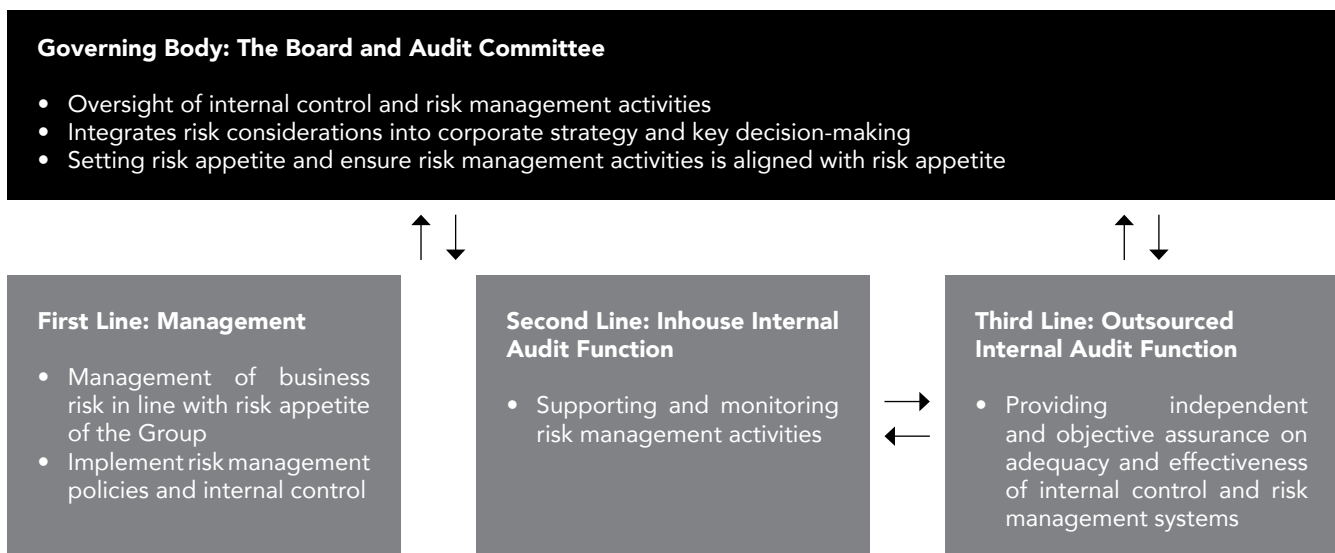 Governing Body: The Board and Audit Committee
• Oversight of internal control and risk management activities
• Integrates risk considerations into corporate strategy and key decision-making
• Setting risk appetite and ensure risk management activities is aligned with risk appetite
First Line: Management
• Management of business
risk in line with risk appetite
of the Group
• Implement risk management
policies and internal control
Second Line: Inhouse Internal
Audit Function
• Supporting and monitoring
risk management activities
Third Line: Outsourced
Internal Audit Function
• Providing independent
and objective assurance on
adequacy and effectiveness
of internal control and risk
management systems